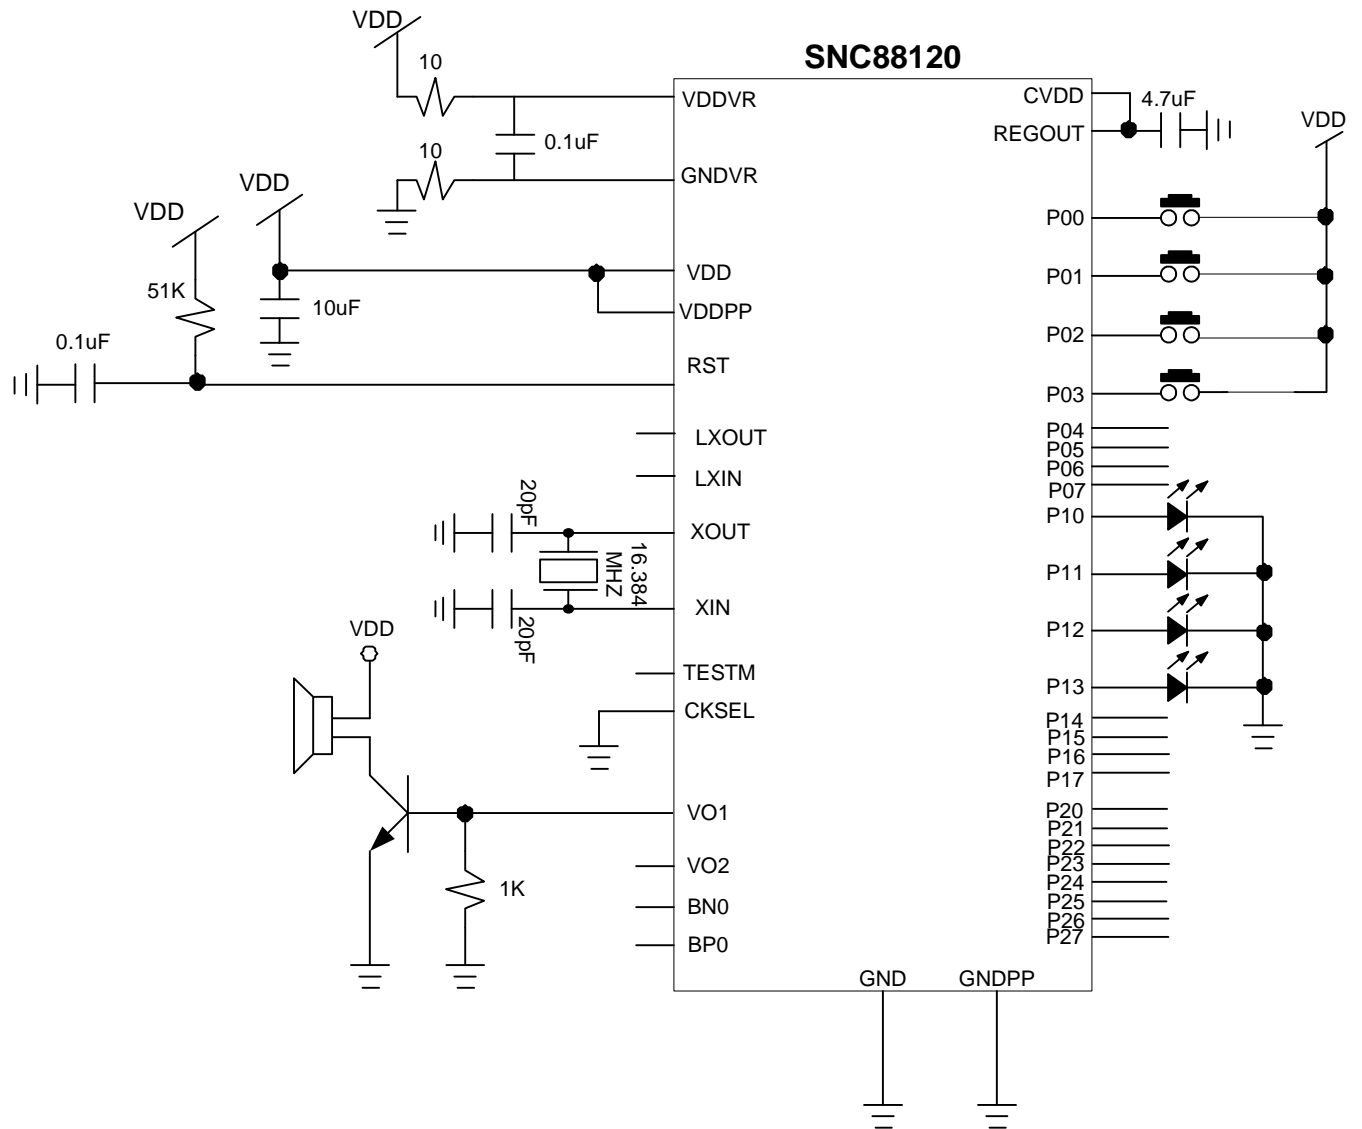 VDD
SNC88120
10
VDDVR
CVDD
4.7uF
VDD
REGOUT
0.1uF
10
GNDVR
VDD
VDD
P00
VDD
P01
51K
10uF
VDDPP
P02
0.1uF
RST
P03
LXOUT
P04
P05
P06
LXIN
P07
20pF
P10
XOUT
16.384
MHZ
P11
XIN
20pF
VDD
P12
TESTM
P13
CKSEL
P14
P15
P16
P17
VO1
P20
P21
P22
VO2
P23
P24
1K
P25
BN0
P26
P27
BP0
GND
GNDPP